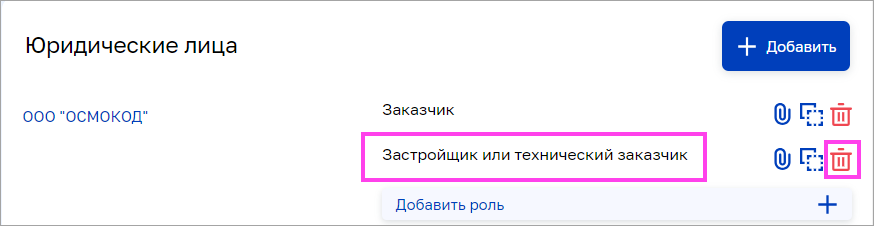 Юридические лица
Добавить
ООО "ОСМОКОД"
Заказчик
Застройщик или технический заказчик
Добавить роль